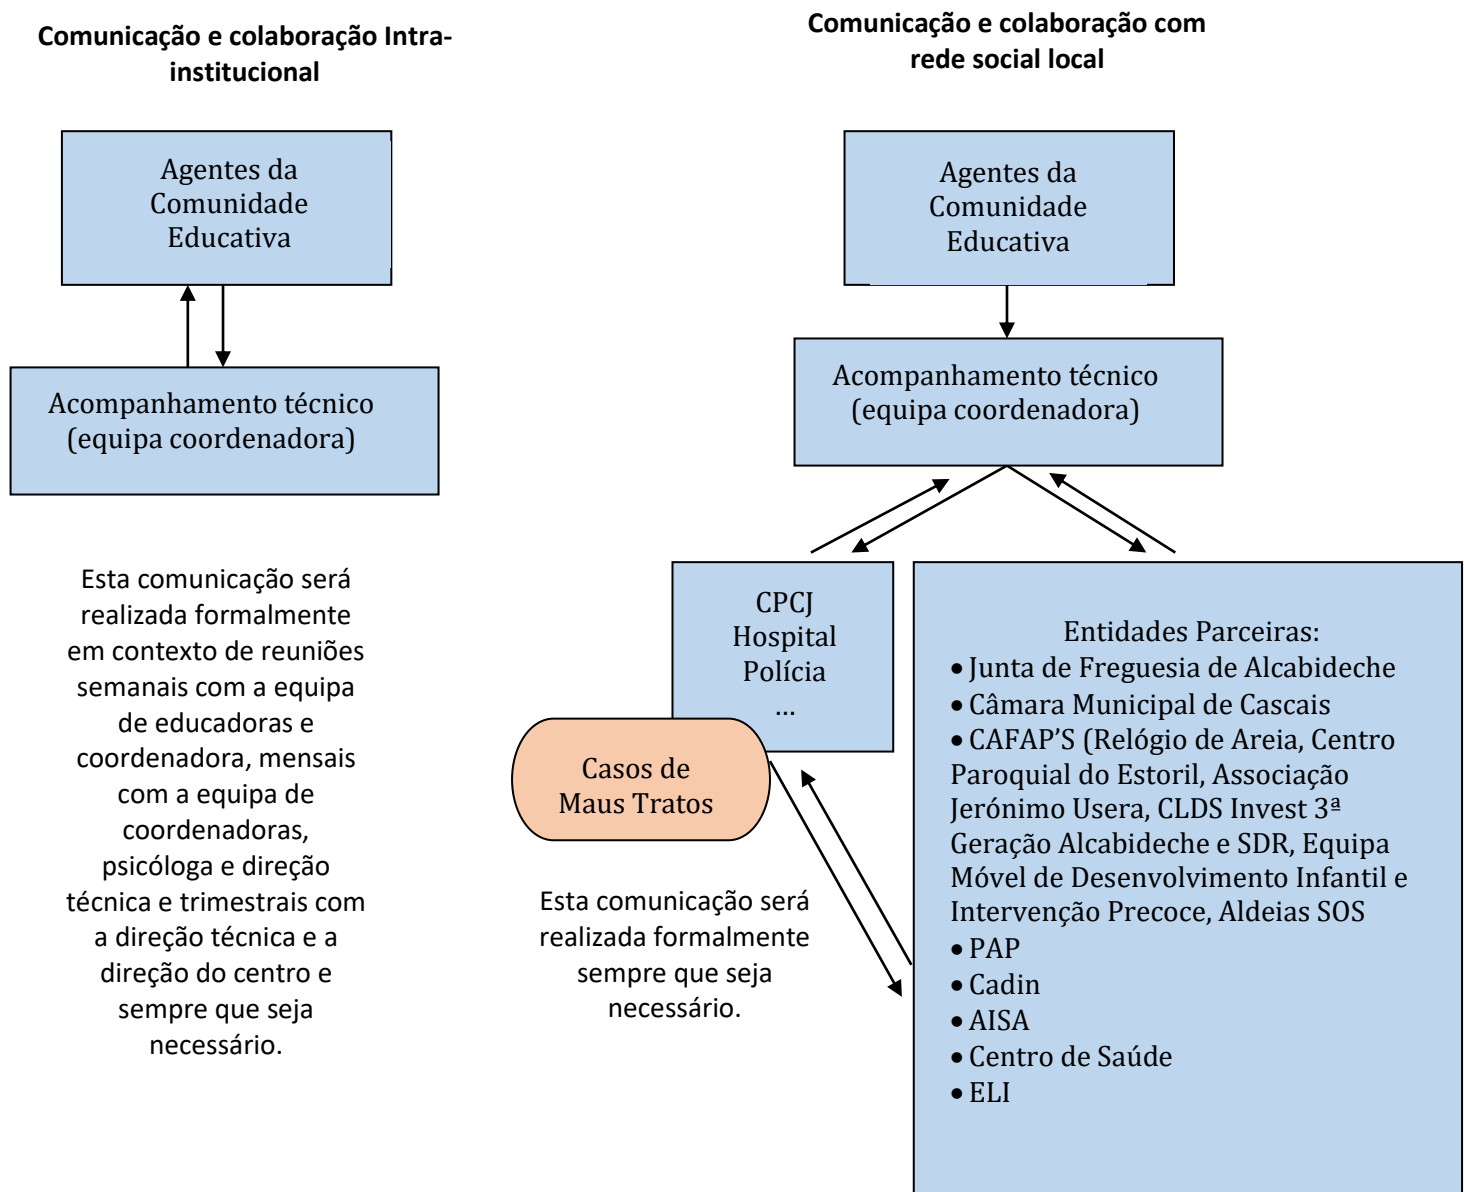 Comunicação e colaboração Intra-
institucional
Agentes da
Comunidade
Educativa
Acompanhamento técnico
(equipa coordenadora)
Esta comunicação será
realizada formalmente
em contexto de reuniões
semanais com a equipa
de educadoras e
coordenadora, mensais
com a equipa de
coordenadoras,
psicóloga e direção
técnica e trimestrais com
a direção técnica e a
direção do centro e
sempre que seja
necessário.
Comunicação e colaboração com
rede social local
Agentes da
Comunidade
Educativa
Acompanhamento técnico
(equipa coordenadora)
CPCJ
Hospital
Polícia
...
Casos de
Maus Tratos
Esta comunicação será
realizada formalmente
sempre que seja
necessário.
Entidades Parceiras:
• Junta de Freguesia de Alcabideche
• Câmara Municipal de Cascais
• CAFAP’S (Relógio de Areia, Centro
Paroquial do Estoril, Associação
Jerónimo Usera, CLDS Invest 3ª
Geração Alcabideche e SDR, Equipa
Móvel de Desenvolvimento Infantil e
Intervenção Precoce, Aldeias SOS
• PAP
• Cadin
• AISA
• Centro de Saúde
• ELI